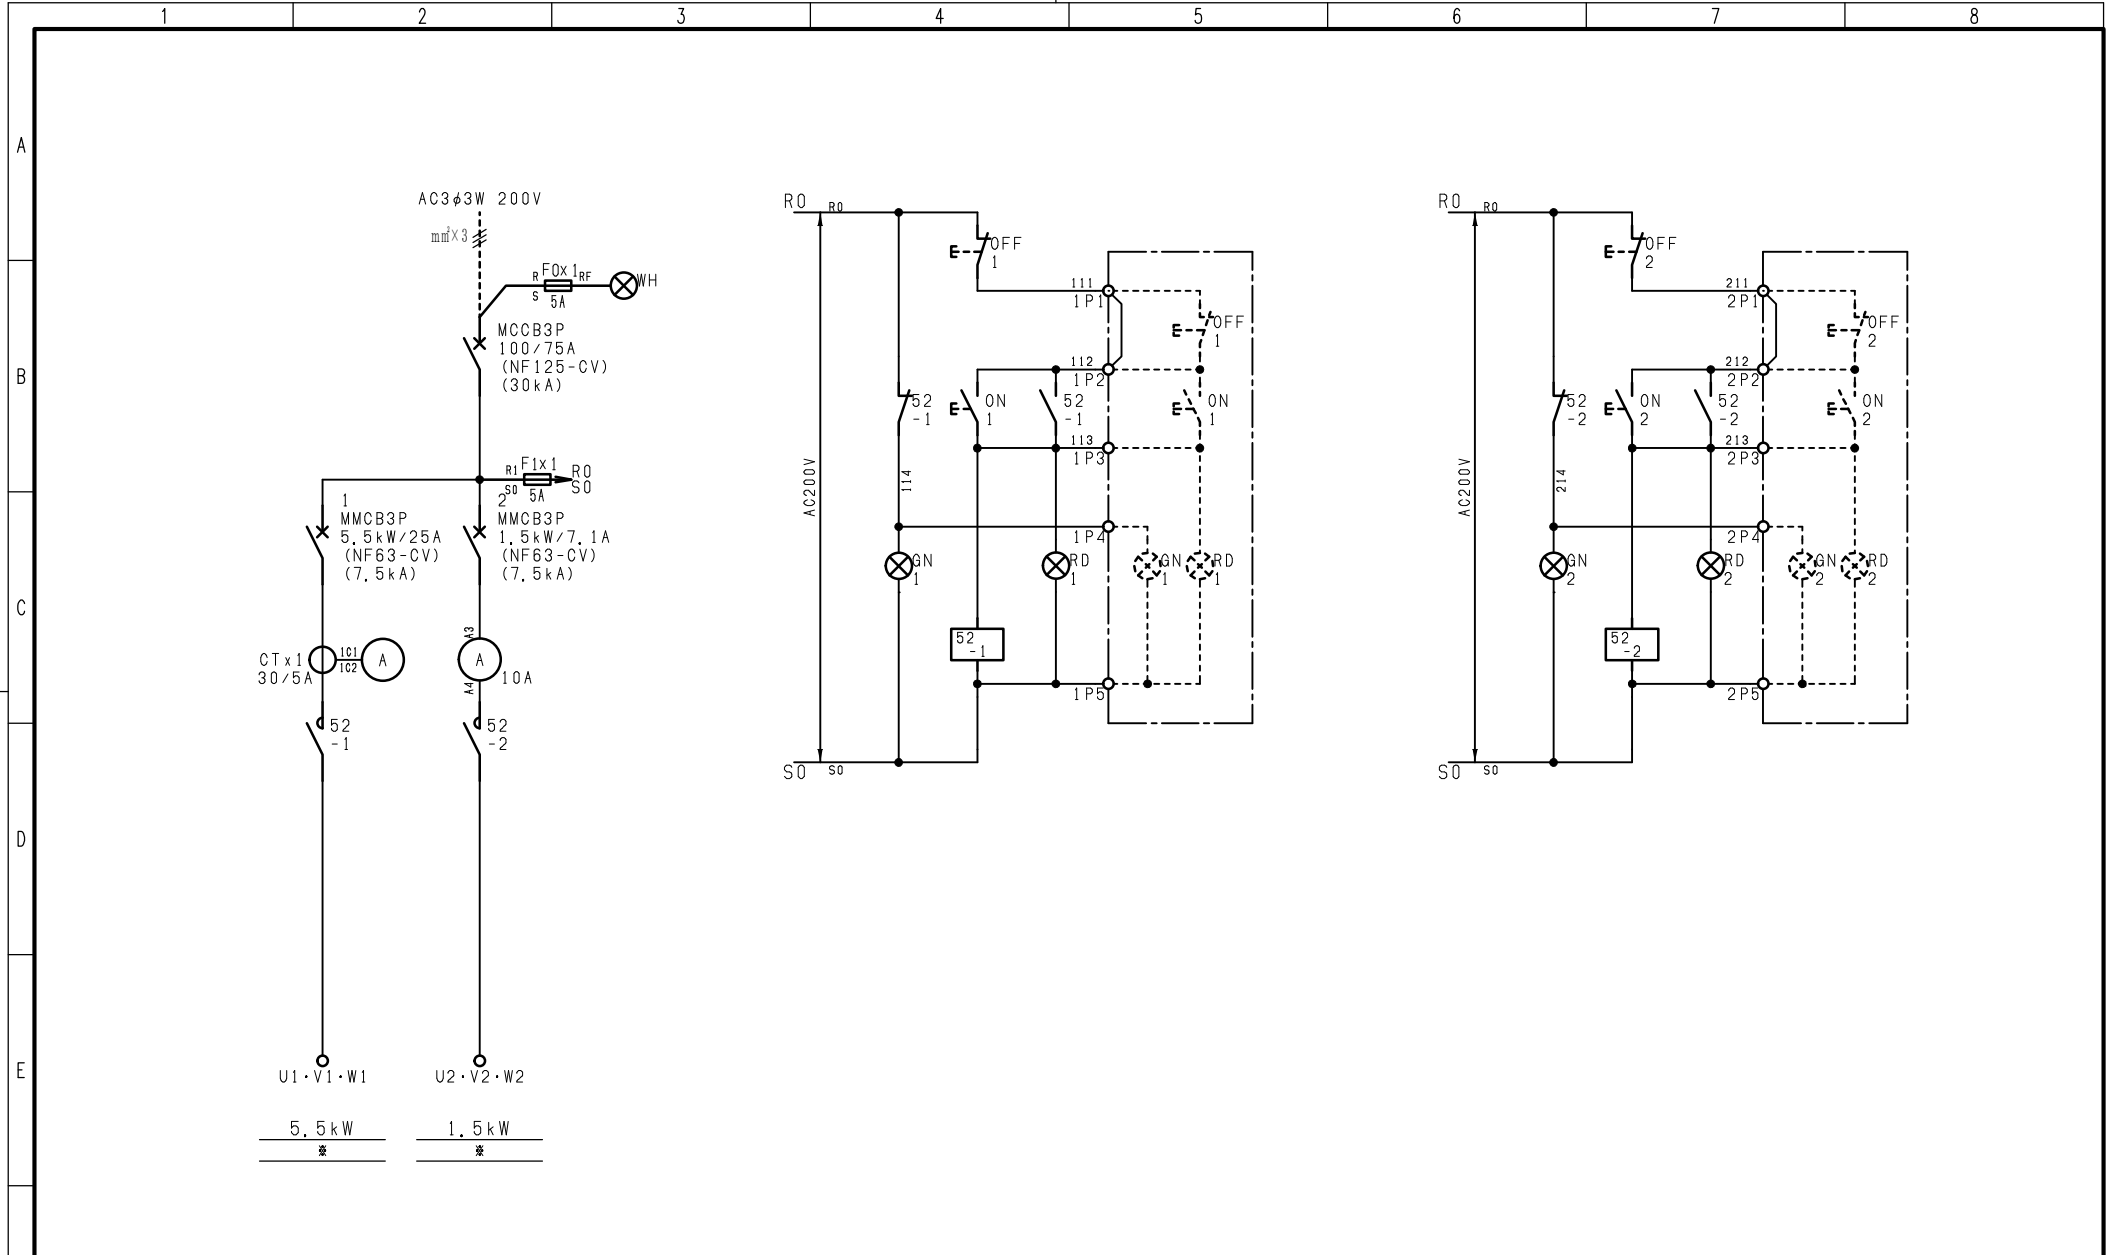 1 2 3 4 5 6 7 8
A
B
C
D
E
AC3φ3W 200V
mm²×3
R F0x1 RF
S 5A
WH
MCCB3P
100/75A
(NF125-CV)
(30kA)
R1 F1x1 R0
S0 5A S0
1
MMCB3P
5.5kW/25A
(NF63-CV)
(7.5kA)
2
MMCB3P
1.5kW/7.1A
(NF63-CV)
(7.5kA)
CTx1
30/5A
1C1
1C2
A
A3
A
A4
10A
52
-1
52
-2
U1・V1・W1
U2・V2・W2
5.5kW
※
1.5kW
※
R0 R0
OFF
1
111
1P1
OFF
1
112
1P2
52
-1
ON
1
52
-1
ON
1
113
1P3
AC200V
114
1P4
GN
1
RD
1
GN
1
RD
1
52
-1
1P5
S0 S0
R0 R0
OFF
2
211
2P1
OFF
2
212
2P2
52
-2
ON
2
52
-2
ON
2
213
2P3
AC200V
214
2P4
GN
2
RD
2
GN
2
RD
2
52
-2
2P5
S0 S0